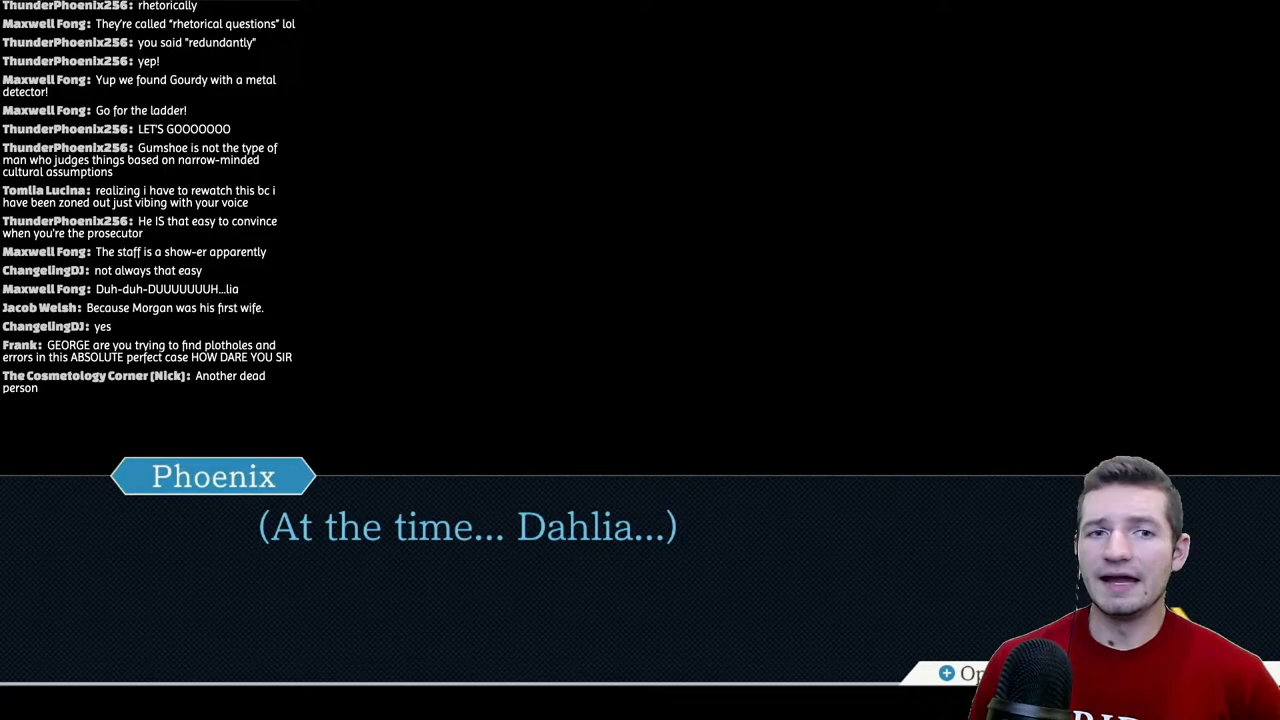 ThunderPhoenix256: rhetorically
Maxwell Fong: They're called “rhetorical questions” lol
ThunderPhoenix256: you said "redundantly"
ThunderPhoenix256: yep!
Maxwell Fong: Yup we found Gourdy with a metal
detector!
Maxwell Fong: Go for the ladder!
ThunderPhoenix256: LET'S GOOOOOOO
ThunderPhoenix256: Gumshoe is not the type of
man who judges things based on narrow-minded
cultural assumptions
Tomlia Lucina: realizing i have to rewatch this bc i
have been zoned out just vibing with your voice
ThunderPhoenix256: He IS that easy to convince
when you're the prosecutor
Maxwell Fong: The staff is a show-er apparently
ChangelingDJ: not always that easy
Maxwell Fong: Duh-duh-DUUUUUUUH...lia
Jacob Welsh: Because Morgan was his first wife.
ChangelingDJ: yes
Frank: GEORGE are you trying to find plotholes and
errors in this ABSOLUTE perfect case HOW DARE YOU SIR
The Cosmetology Corner [Nick]: Another dead
person
Phoenix
(At the time... Dahlia...)